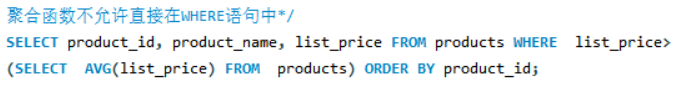 聚合函数不允许直接在WHERE语句中*/
SELECT product_id, product_name, list_price FROM products WHERE  list_price>
(SELECT  AVG(list_price) FROM  products) ORDER BY product_id;